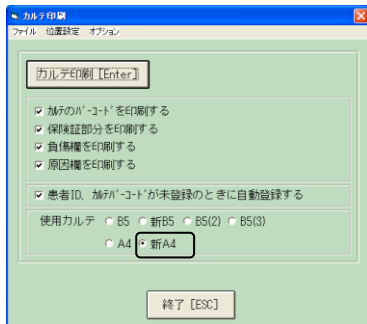 カルテ印刷
ファイル 位置設定 オプション
カルテ印刷 [Enter]
カルテのバーコードを印刷する
保険証部分を印刷する
負傷欄を印刷する
原因欄を印刷する
患者ID、カルテバーコードが未登録のときに自動登録する
使用カルテ B5 新B5 B5(2) B5(3)
A4 新A4
終了 [ESC]